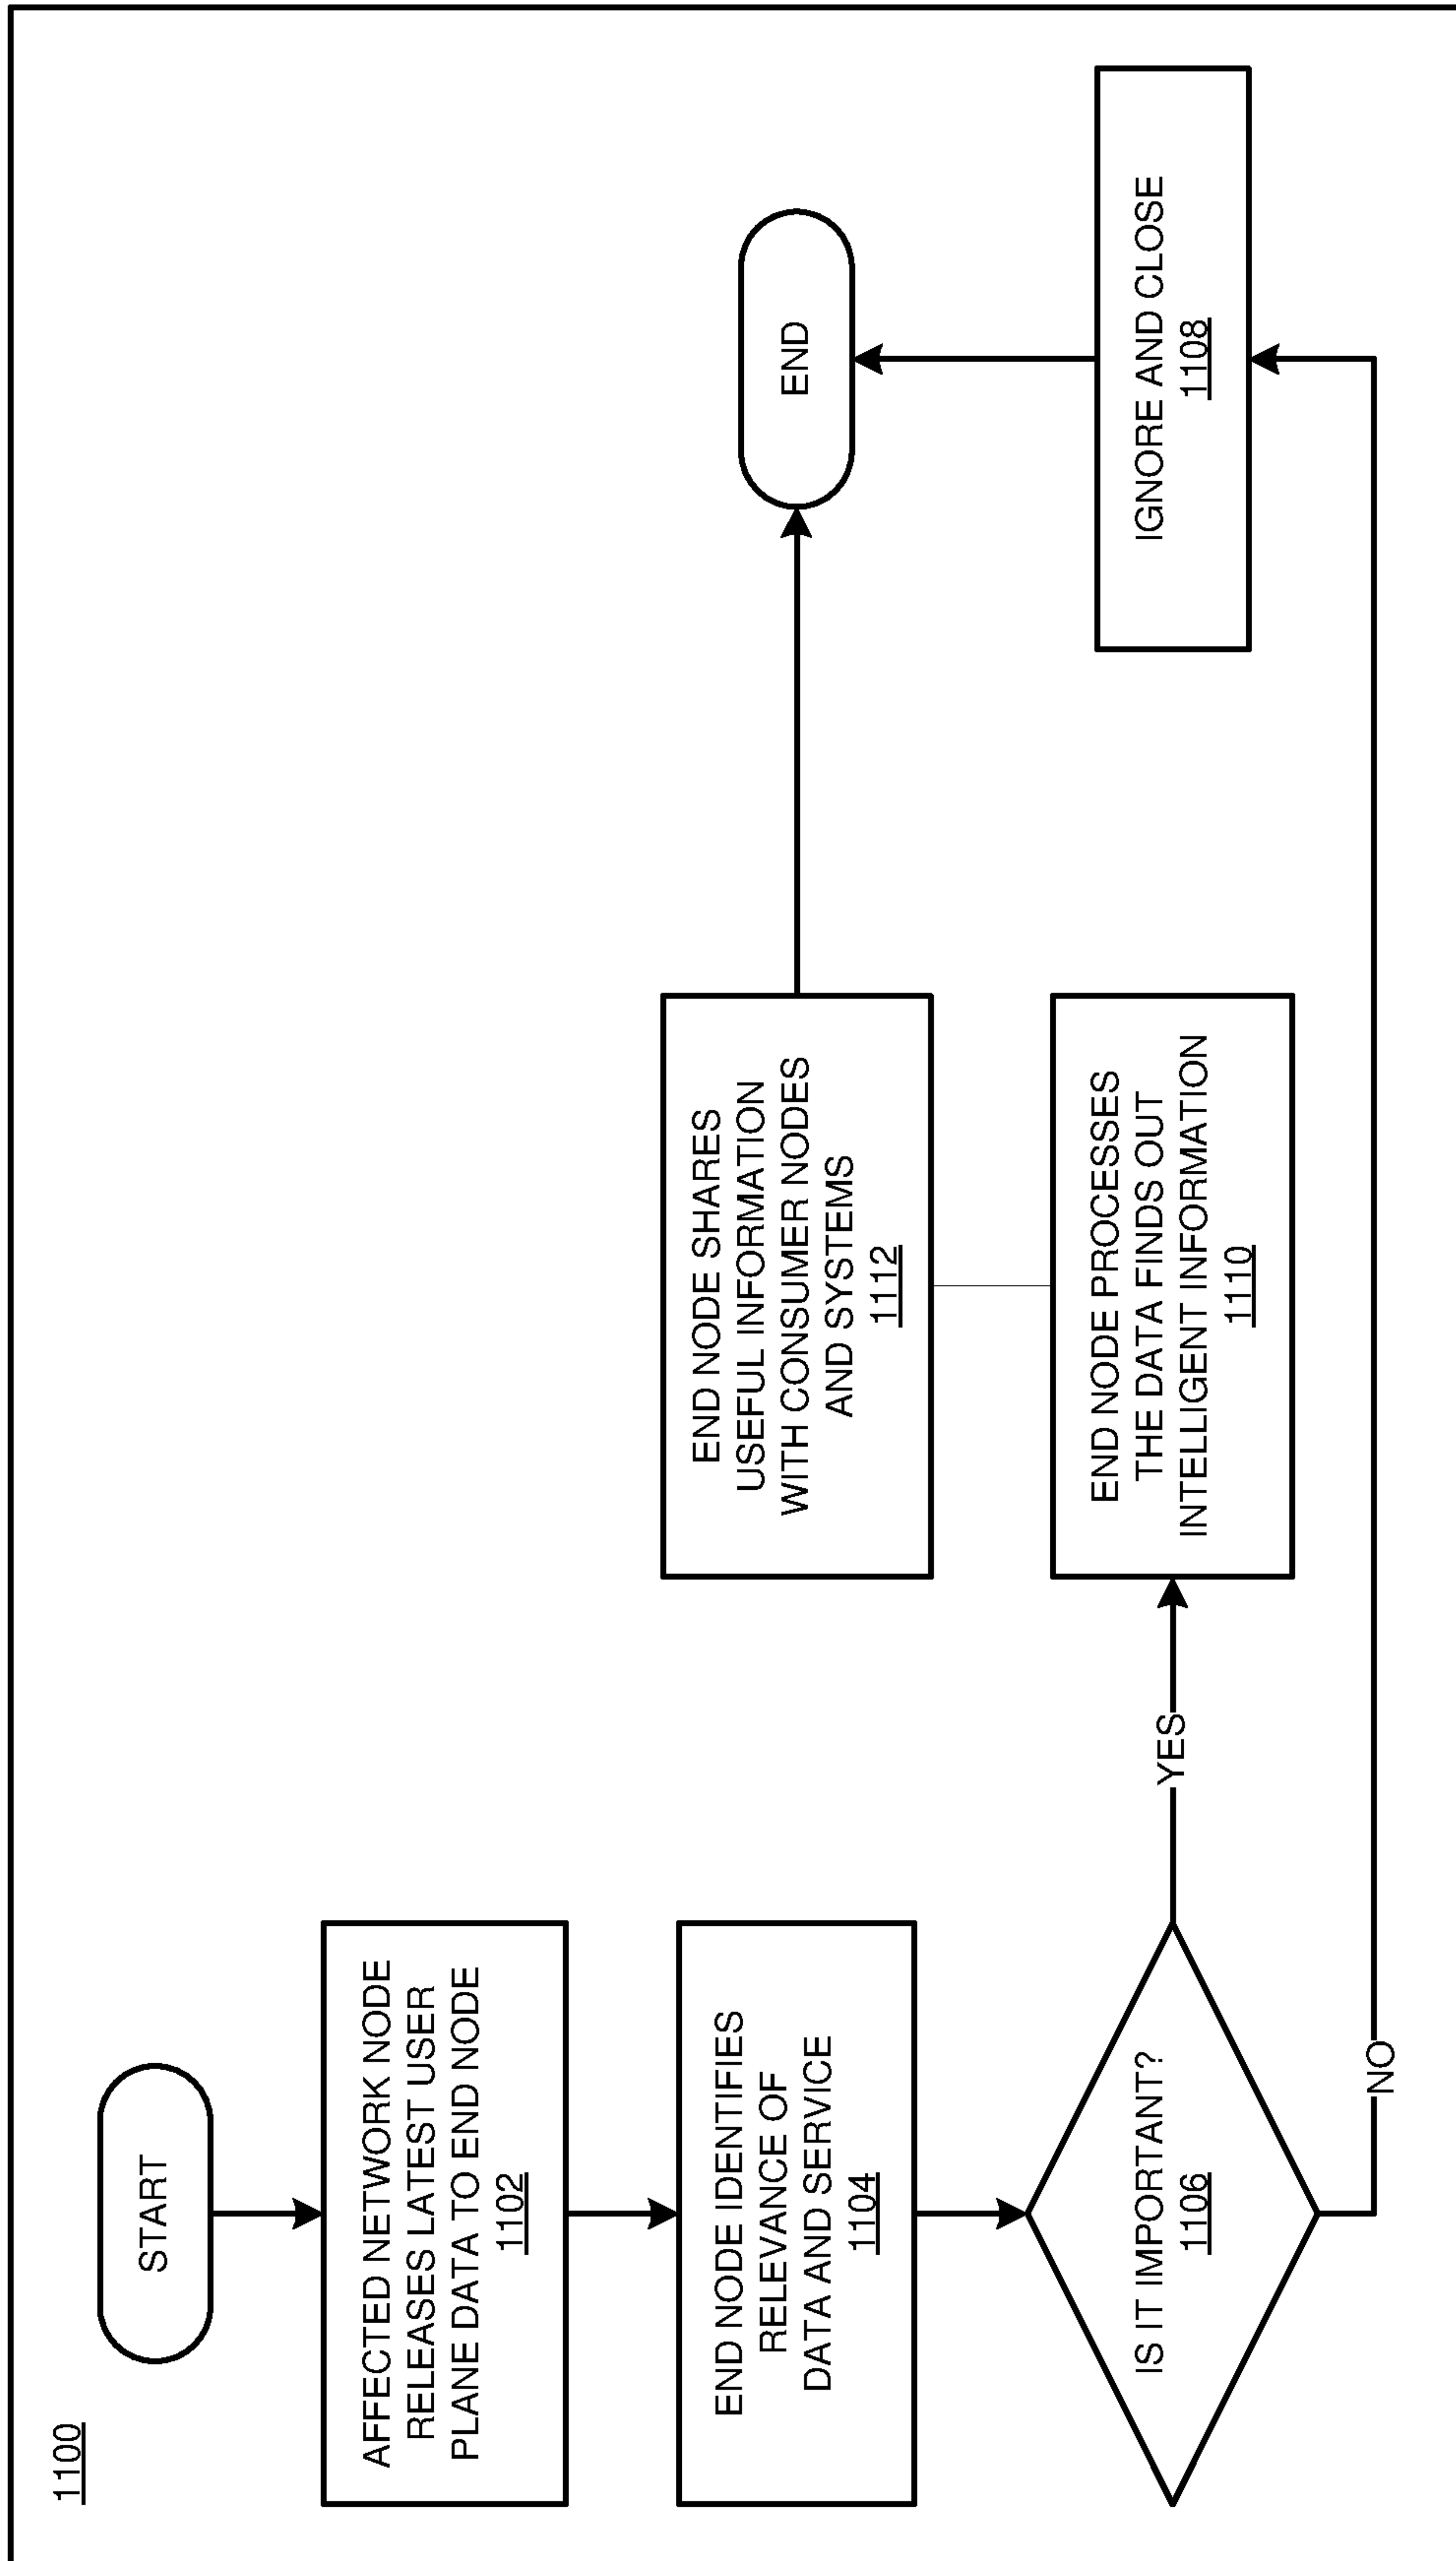 1100
START
AFFECTED NETWORK NODE
RELEASES LATEST USER
PLANE DATA TO END NODE
1102
END NODE IDENTIFIES
RELEVANCE OF
DATA AND SERVICE
1104
IS IT IMPORTANT?
1106
YES
NO
END NODE PROCESSES
THE DATA FINDS OUT
INTELLIGENT INFORMATION
1110
END NODE SHARES
USEFUL INFORMATION
WITH CONSUMER NODES
AND SYSTEMS
1112
IGNORE AND CLOSE
1108
END